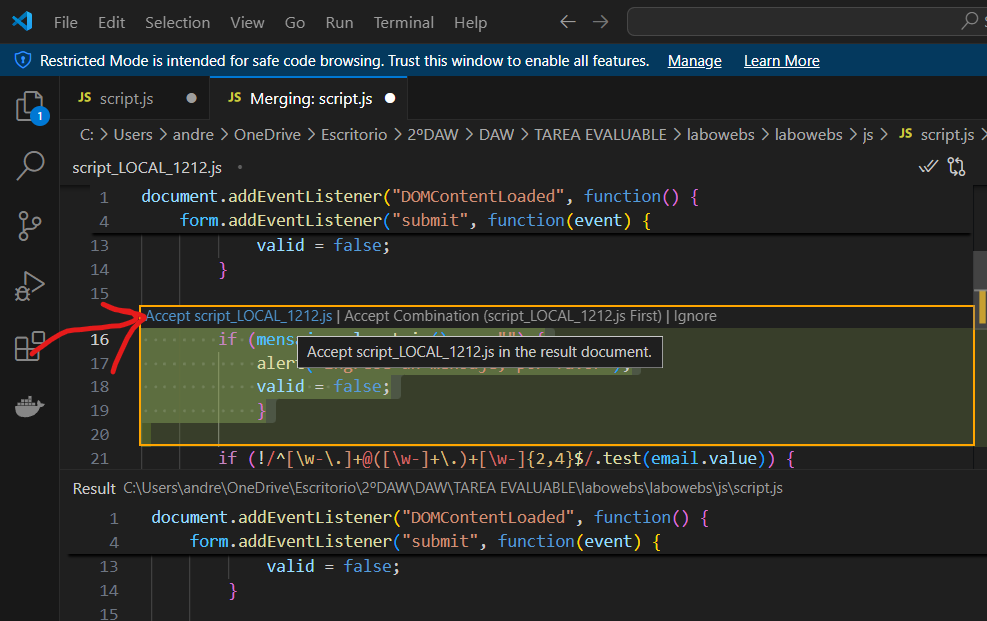 File Edit Selection View Go Run Terminal Help
Restricted Mode is intended for safe code browsing. Trust this window to enable all features. Manage Learn More
1
JS script.js ● JS Merging: script.js ●
C: > Users > andre > OneDrive > Escritorio > 2ºDAW > DAW > TAREA EVALUABLE > labowebs > labowebs > js > JS script.js >
script_LOCAL_1212.js •
1 document.addEventListener("DOMContentLoaded", function() {
4 form.addEventListener("submit", function(event) {
13 valid = false;
14 }
15
Accept script_LOCAL_1212.js | Accept Combination (script_LOCAL_1212.js First) | Ignore
16 if (
Accept script_LOCAL_1212.js in the result document.
17 aler
18 valid = false;
19 }
20
21 if (!/^[\w-\.]+@([\w-]+\.)+[\w-]{2,4}$/.test(email.value)) {
Result C:\Users\andre\OneDrive\Escritorio\2ºDAW\DAW\TAREA EVALUABLE\labowebs\labowebs\js\script.js
1 document.addEventListener("DOMContentLoaded", function() {
4 form.addEventListener("submit", function(event) {
13 valid = false;
14 }
15